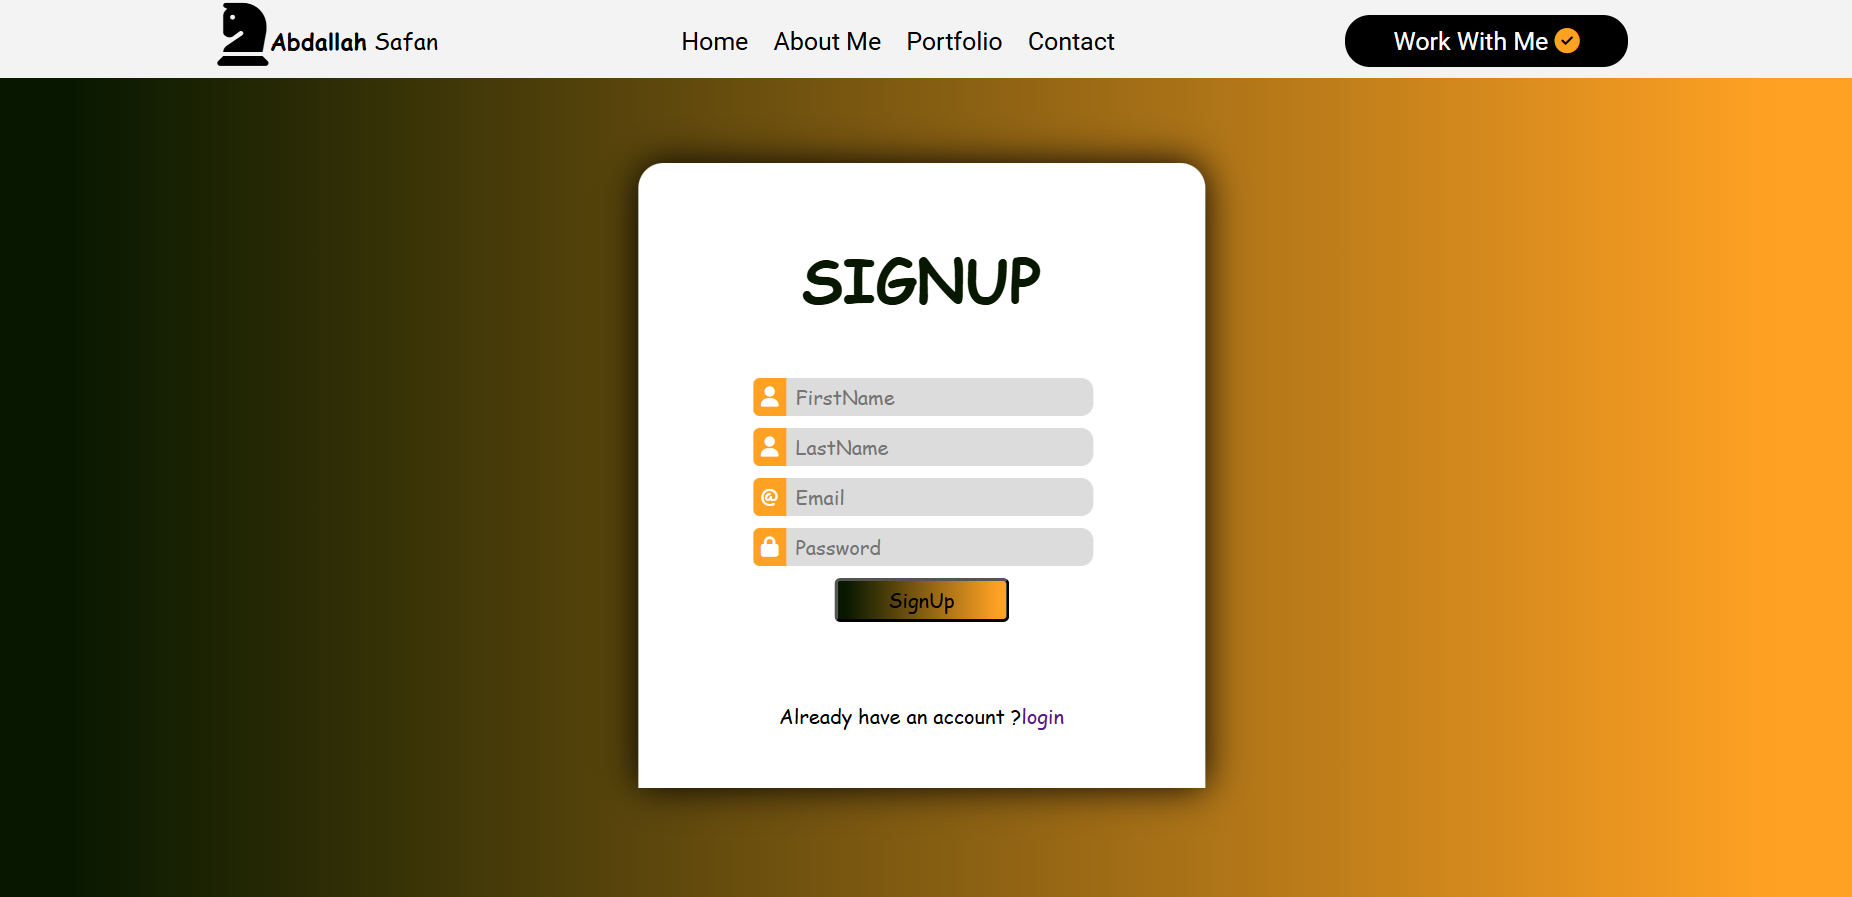 Abdallah Safan
Home About Me Portfolio Contact
Work With Me
SIGNUP
FirstName
LastName
@ Email
Password
SignUp
Already have an account ?login